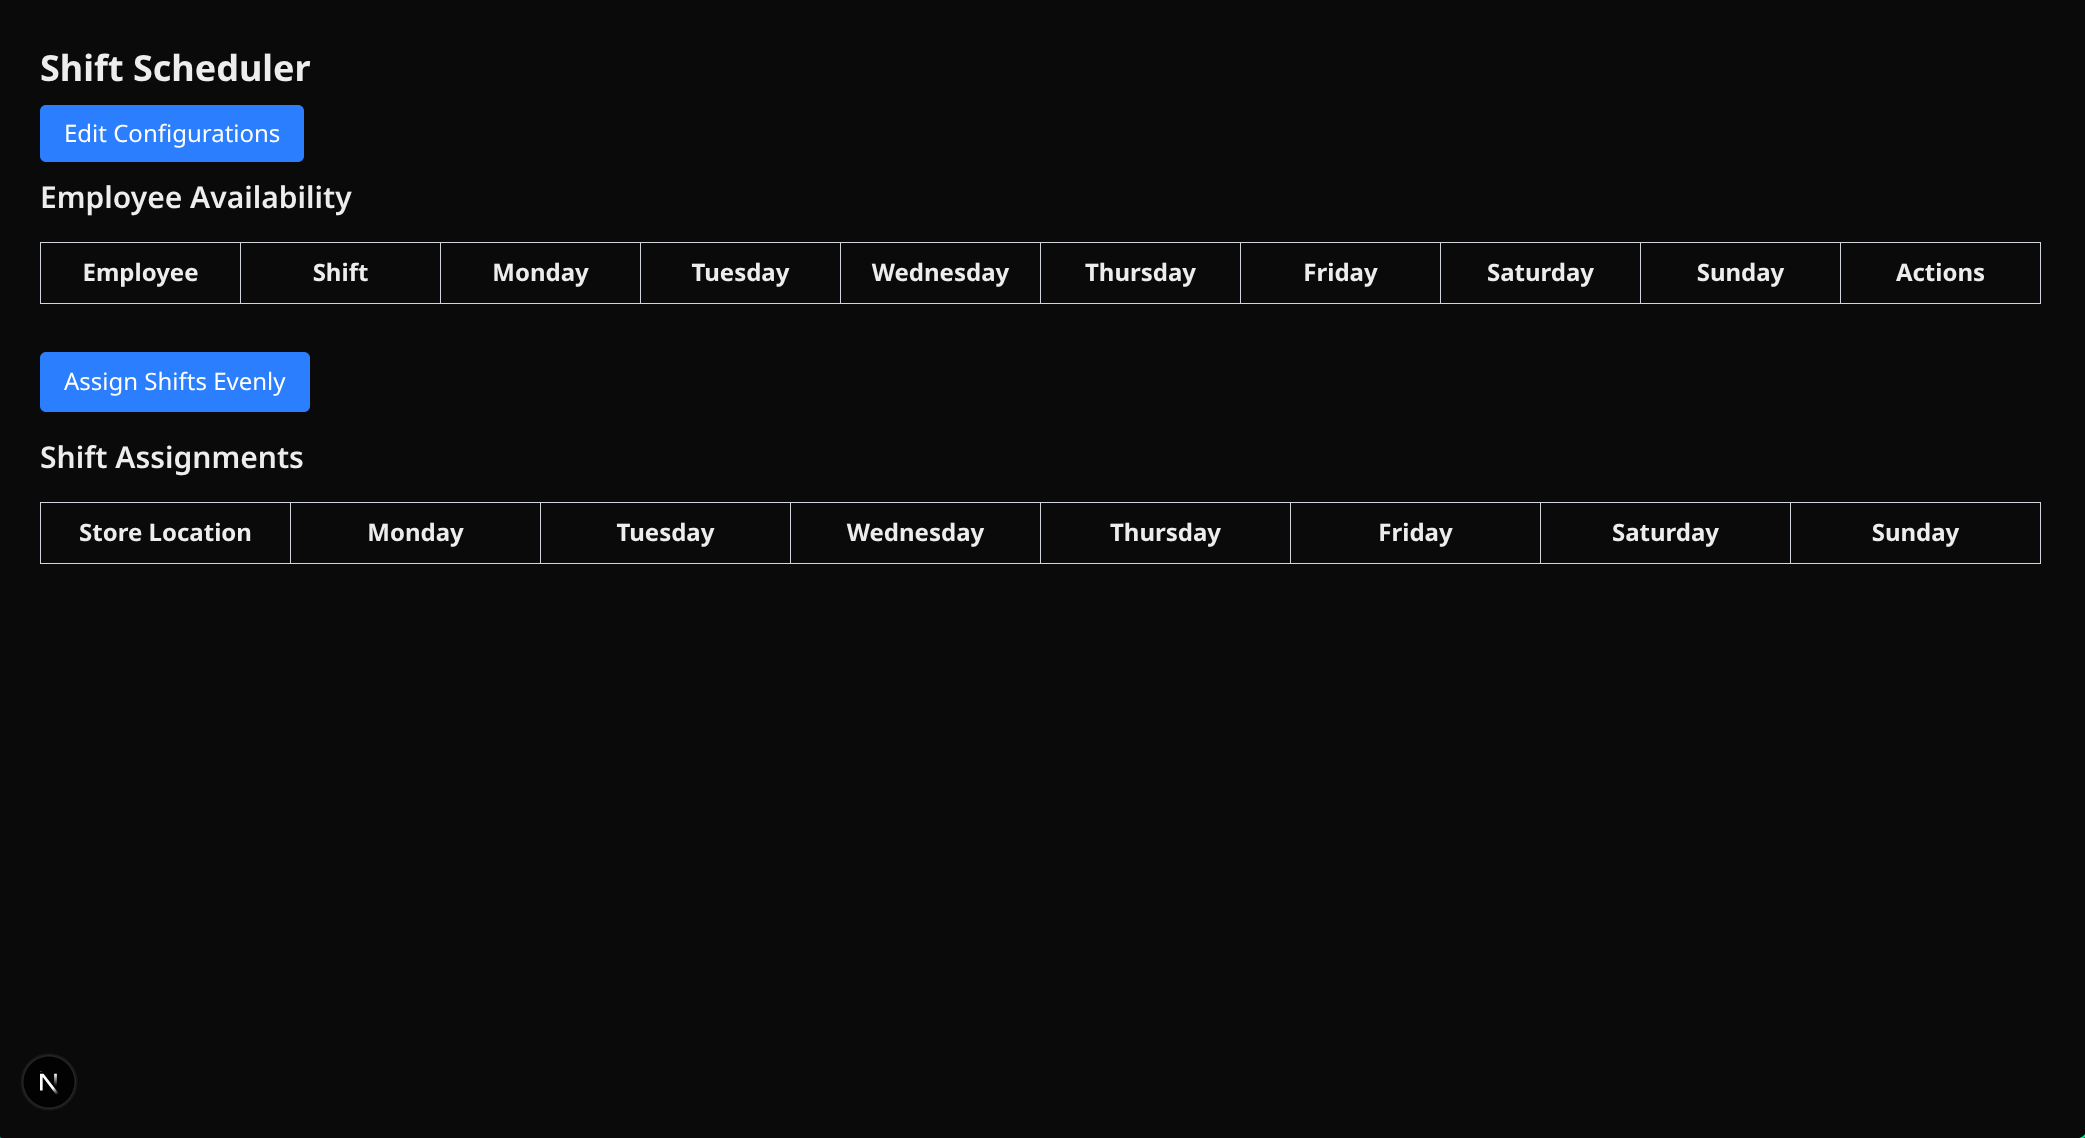 Shift Scheduler
Edit Configurations
Employee Availability
Employee Shift Monday Tuesday Wednesday Thursday Friday Saturday Sunday Actions
Assign Shifts Evenly
Shift Assignments
Store Location Monday Tuesday Wednesday Thursday Friday Saturday Sunday
N